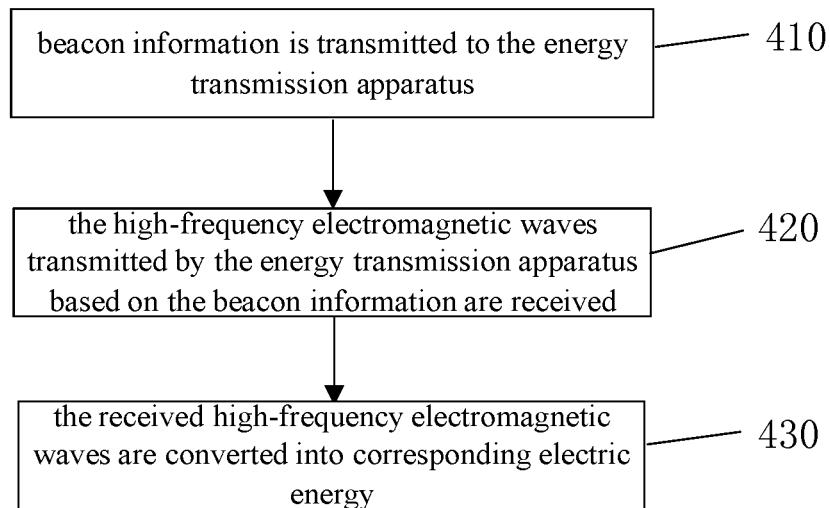 beacon information is transmitted to the energy
transmission apparatus
410
the high-frequency electromagnetic waves
transmitted by the energy transmission apparatus
based on the beacon information are received
420
the received high-frequency electromagnetic
waves are converted into corresponding electric
energy
430